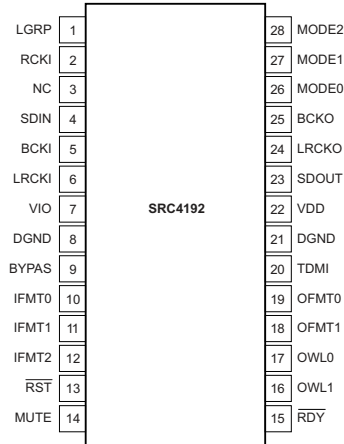 LGRP 1
RCKI 2
NC 3
SDIN 4
BCKI 5
LRCKI 6
VIO 7
DGND 8
BYPAS 9
IFMT0 10
IFMT1 11
IFMT2 12
RST 13
MUTE 14
SRC4192
28 MODE2
27 MODE1
26 MODE0
25 BCKO
24 LRCKO
23 SDOUT
22 VDD
21 DGND
20 TDMI
19 OFMT0
18 OFMT1
17 OWL0
16 OWL1
15 RDY